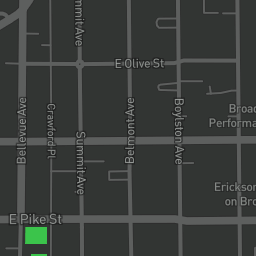 Summit Ave
E Olive St
Bellevue Ave
Crawford Pl
Belmont Ave
Boylston Ave
Broad
Performa
Summit Ave
Erickson
on Bro
E Pike St